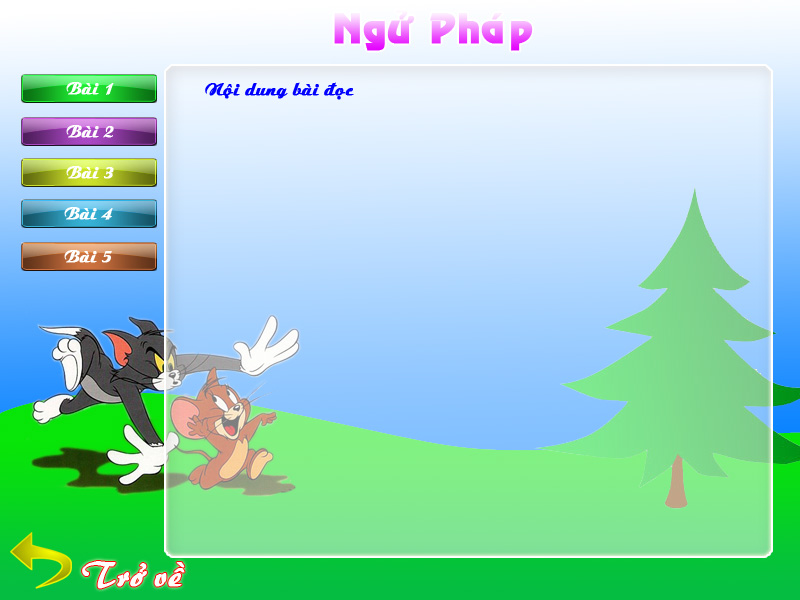 Ngữ Pháp
Bài 1
Bài 2
Bài 3
Bài 4
Bài 5
Nội dung bài đọc
Trở về